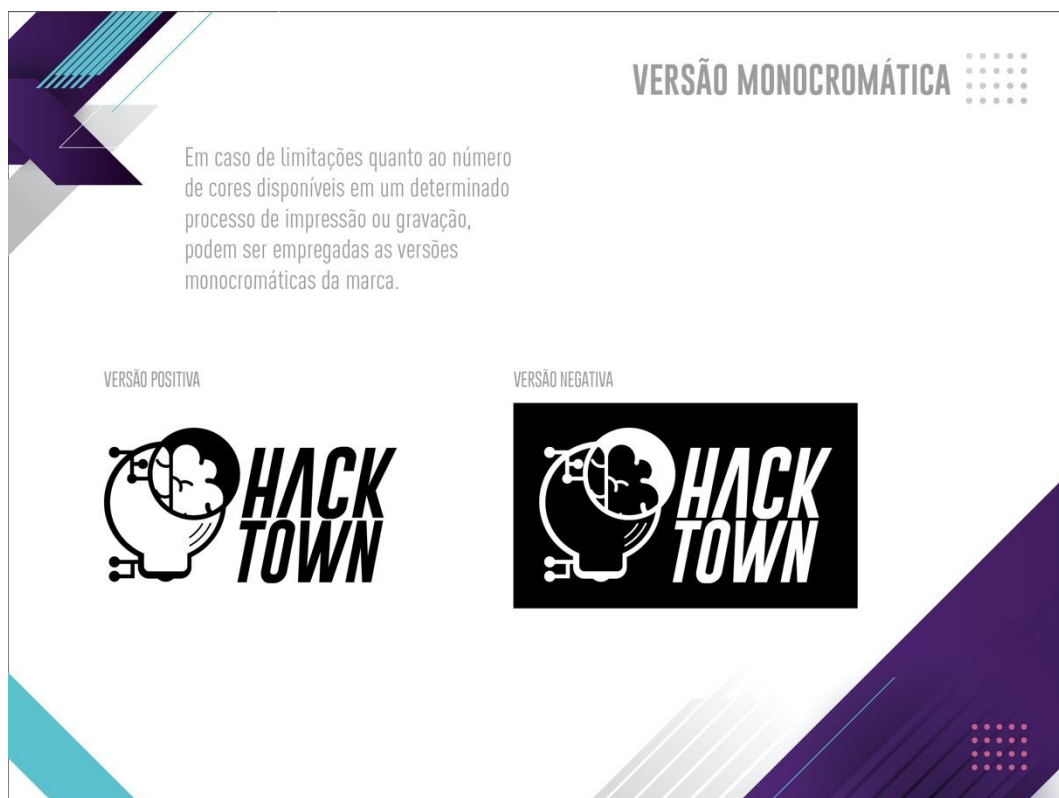 VERSÃO MONOCROMÁTICA
Em caso de limitações quanto ao número
de cores disponíveis em um determinado
processo de impressão ou gravação,
podem ser empregadas as versões
monocromáticas da marca.
VERSÃO POSITIVA
HACK
TOWN
VERSÃO NEGATIVA
HACK
TOWN